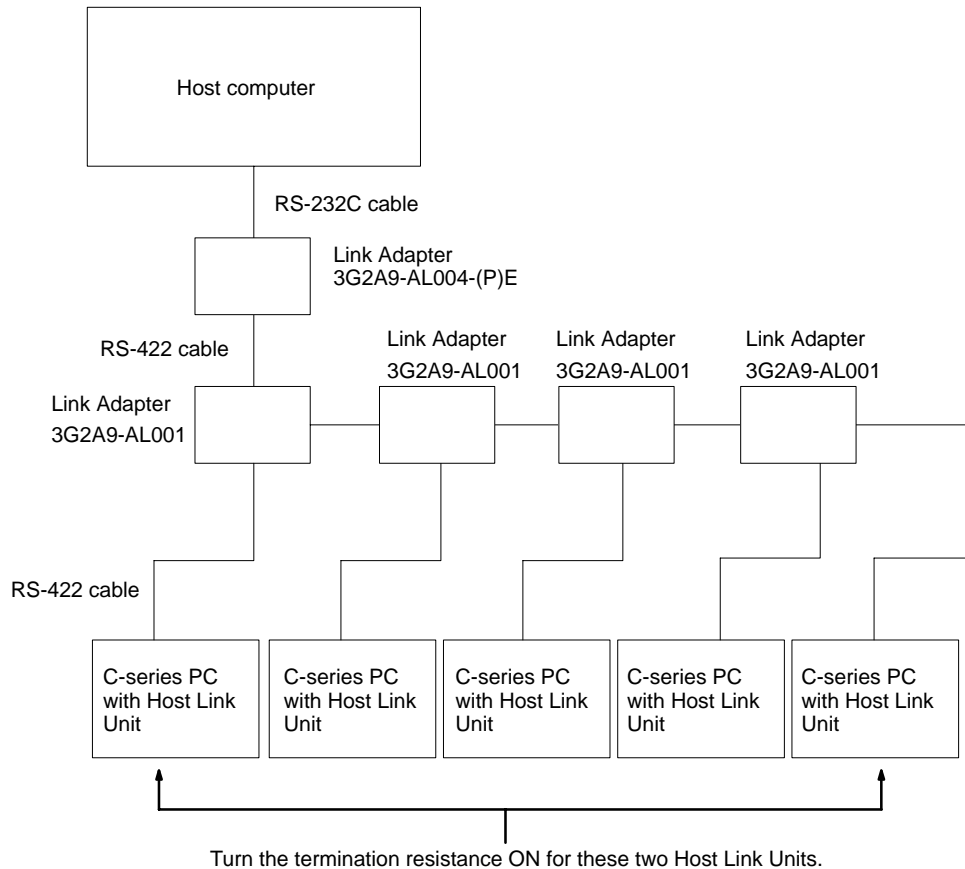 Host computer
RS-232C cable
Link Adapter
3G2A9-AL004-(P)E
RS-422 cable
Link Adapter
3G2A9-AL001
Link Adapter
3G2A9-AL001
Link Adapter
3G2A9-AL001
Link Adapter
3G2A9-AL001
RS-422 cable
C-series PC
with Host Link
Unit
C-series PC
with Host Link
Unit
C-series PC
with Host Link
Unit
C-series PC
with Host Link
Unit
C-series PC
with Host Link
Unit
Turn the termination resistance ON for these two Host Link Units.